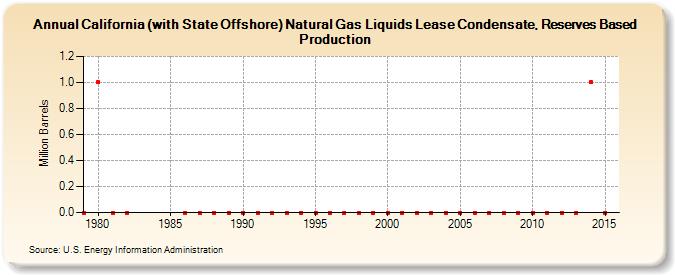 Annual California (with State Offshore) Natural Gas Liquids Lease Condensate, Reserves Based
Production
Million Barrels
1.2
1.0
0.8
0.6
0.4
0.2
0.0
1980 1985 1990 1995 2000 2005 2010 2015
Source: U.S. Energy Information Administration